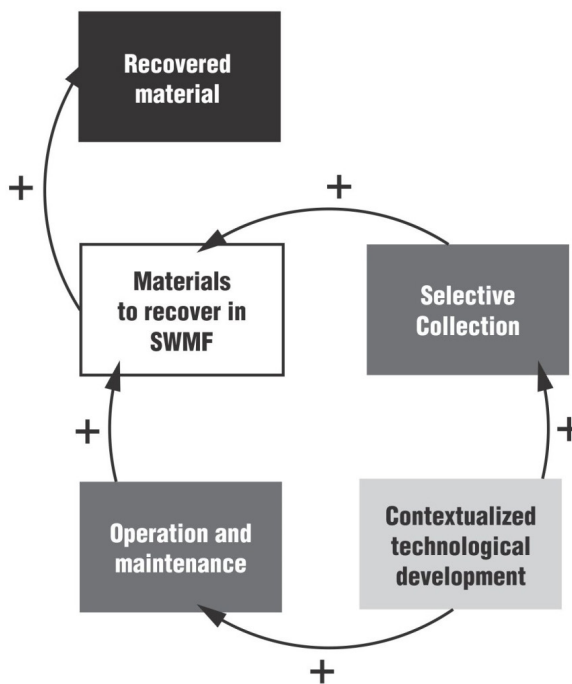 Recovered
material
+
+
Materials
to recover in
SWMF
Selective
Collection
+
+
Operation and
maintenance
Contextualized
technological
development
+